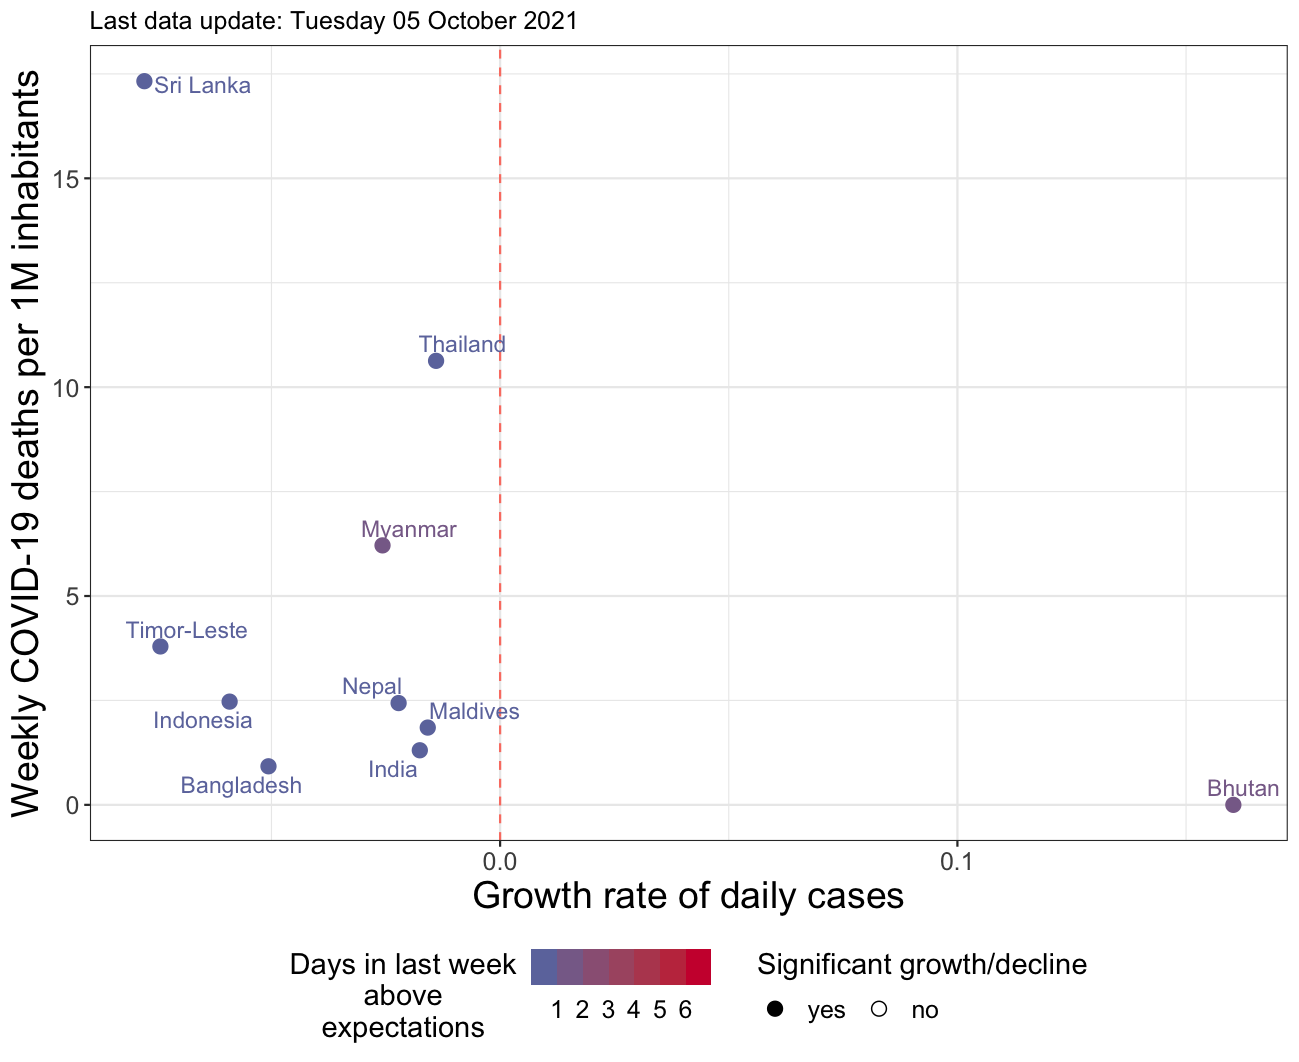 Last data update: Tuesday 05 October 2021
Weekly COVID-19 deaths per 1M inhabitants
15
10
5
0
Sri Lanka
Thailand
Myanmar
Timor-Leste
Nepal
Indonesia
Maldives
India
Bangladesh
Bhutan
0.0 0.1
Growth rate of daily cases
Days in last week
above
expectations
1 2 3 4 5 6
Significant growth/decline
yes no